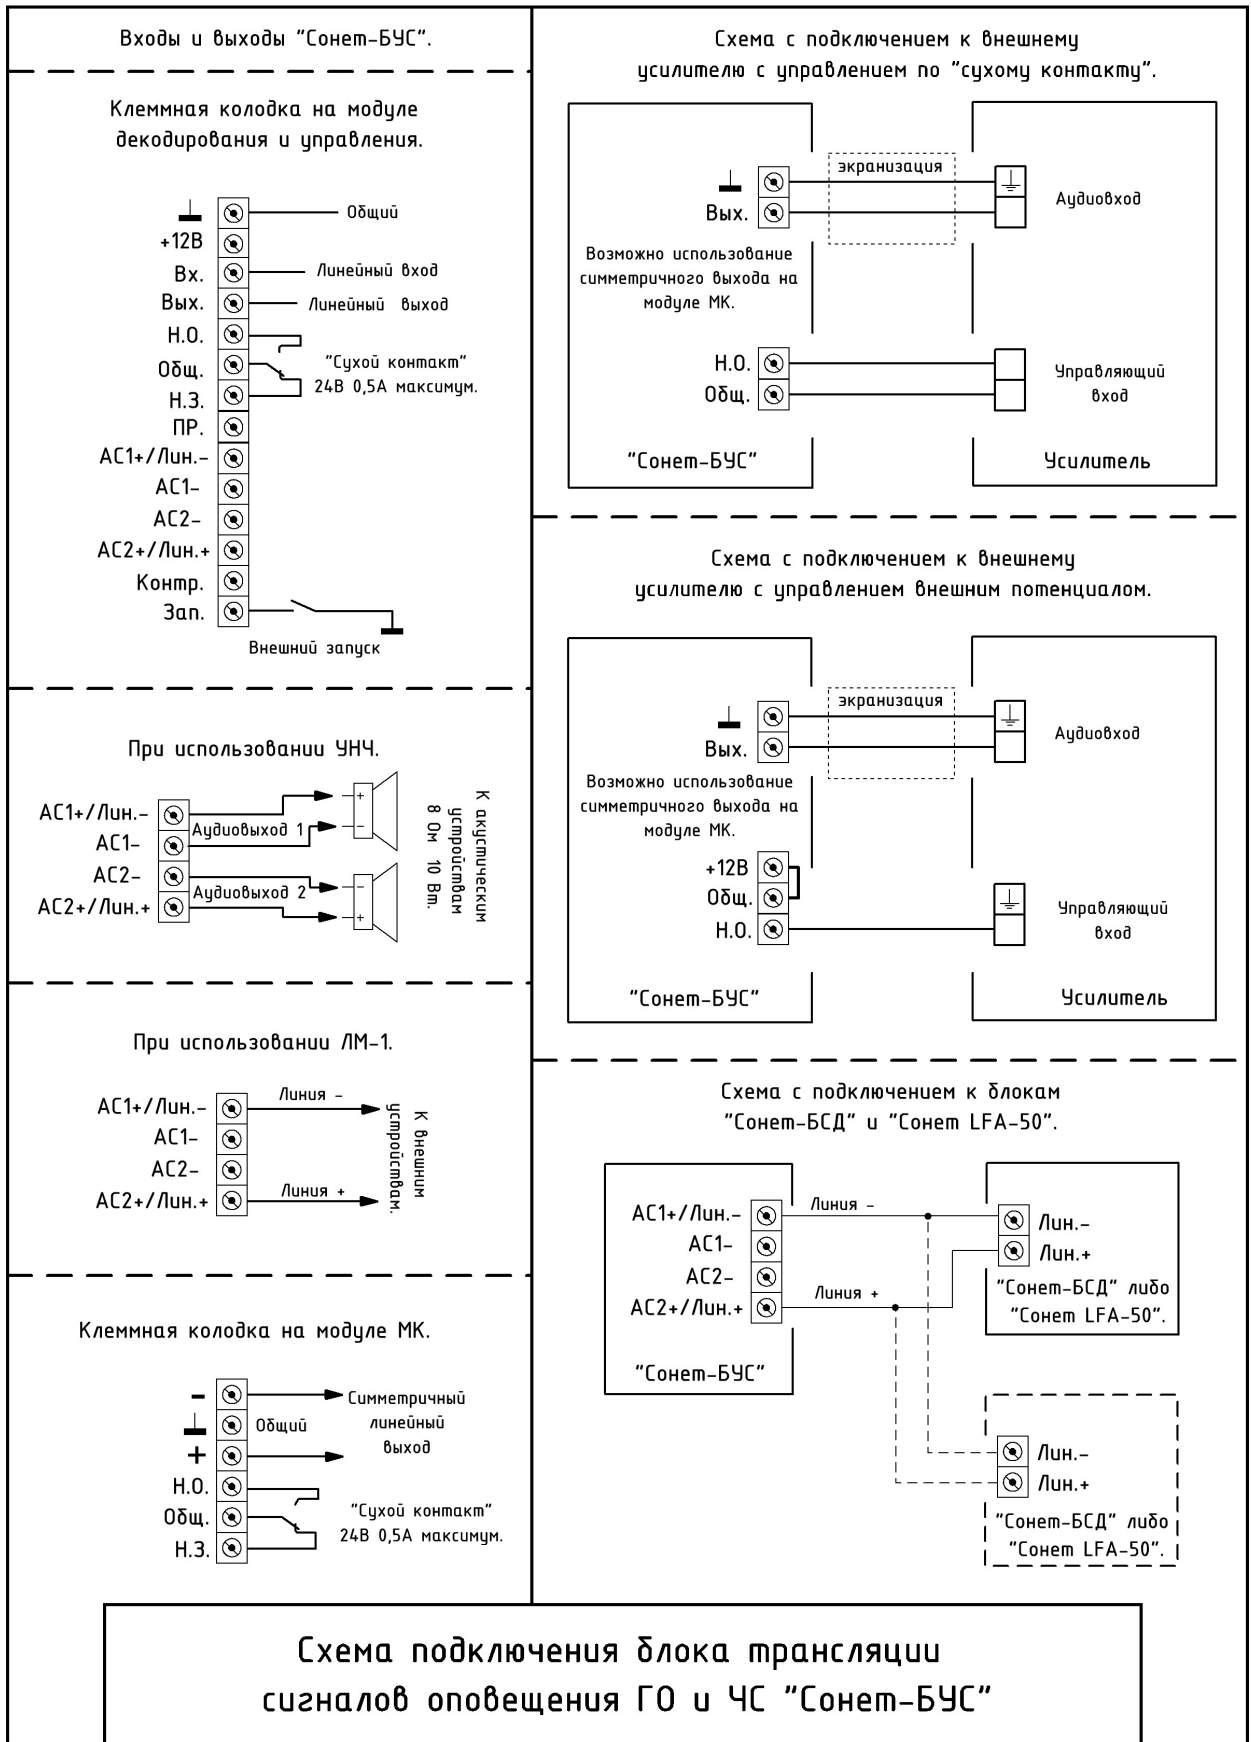 Входы и выходы "Сонет-БУС".
Клеммная колодка на модуле
декодирования и управления.
Общий
+12В
Вх.
Линейный вход
Вых.
Линейный выход
Н.О.
Общ.
"Сухой контакт"
24В 0,5А максимум.
Н.З.
ПР.
АС1+/Лин.-
АС1-
АС2-
АС2+/Лин.+
Контр.
Зап.
Внешний запуск
При использовании УНЧ.
АС1+/Лин.-
Аудиовыход 1
АС1-
АС2-
Аудиовыход 2
АС2+/Лин.+
+
-
-
+
К акустическим
устройствам
8 Ом 10 Вт.
При использовании ЛМ-1.
АС1+/Лин.-
Линия -
АС1-
АС2-
АС2+/Лин.+
Линия +
К внешним
устройствам.
Клеммная колодка на модуле МК.
-
Общий
+
Симметричный
линейный
выход
Н.О.
Общ.
Н.З.
"Сухой контакт"
24В 0,5А максимум.
Схема с подключением к внешнему
усилителю с управлением по "сухому контакту".
экранизация
Вых.
Аудиовход
Возможно использование
симметричного выхода на
модуле МК.
Н.О.
Общ.
Управляющий
вход
"Сонет-БУС"
Усилитель
Схема с подключением к внешнему
усилителю с управлением внешним потенциалом.
экранизация
Вых.
Аудиовход
Возможно использование
симметричного выхода на
модуле МК.
+12В
Общ.
Н.О.
Управляющий
вход
"Сонет-БУС"
Усилитель
Схема с подключением к блокам
"Сонет-БСД" и "Сонет LFA-50".
АС1+/Лин.-
Линия -
АС1-
АС2-
АС2+/Лин.+
Линия +
"Сонет-БУС"
Лин.-
Лин.+
"Сонет-БСД" либо
"Сонет LFA-50".
Лин.-
Лин.+
"Сонет-БСД" либо
"Сонет LFA-50".
Схема подключения блока трансляции
сигналов оповещения ГО и ЧС "Сонет-БУС"